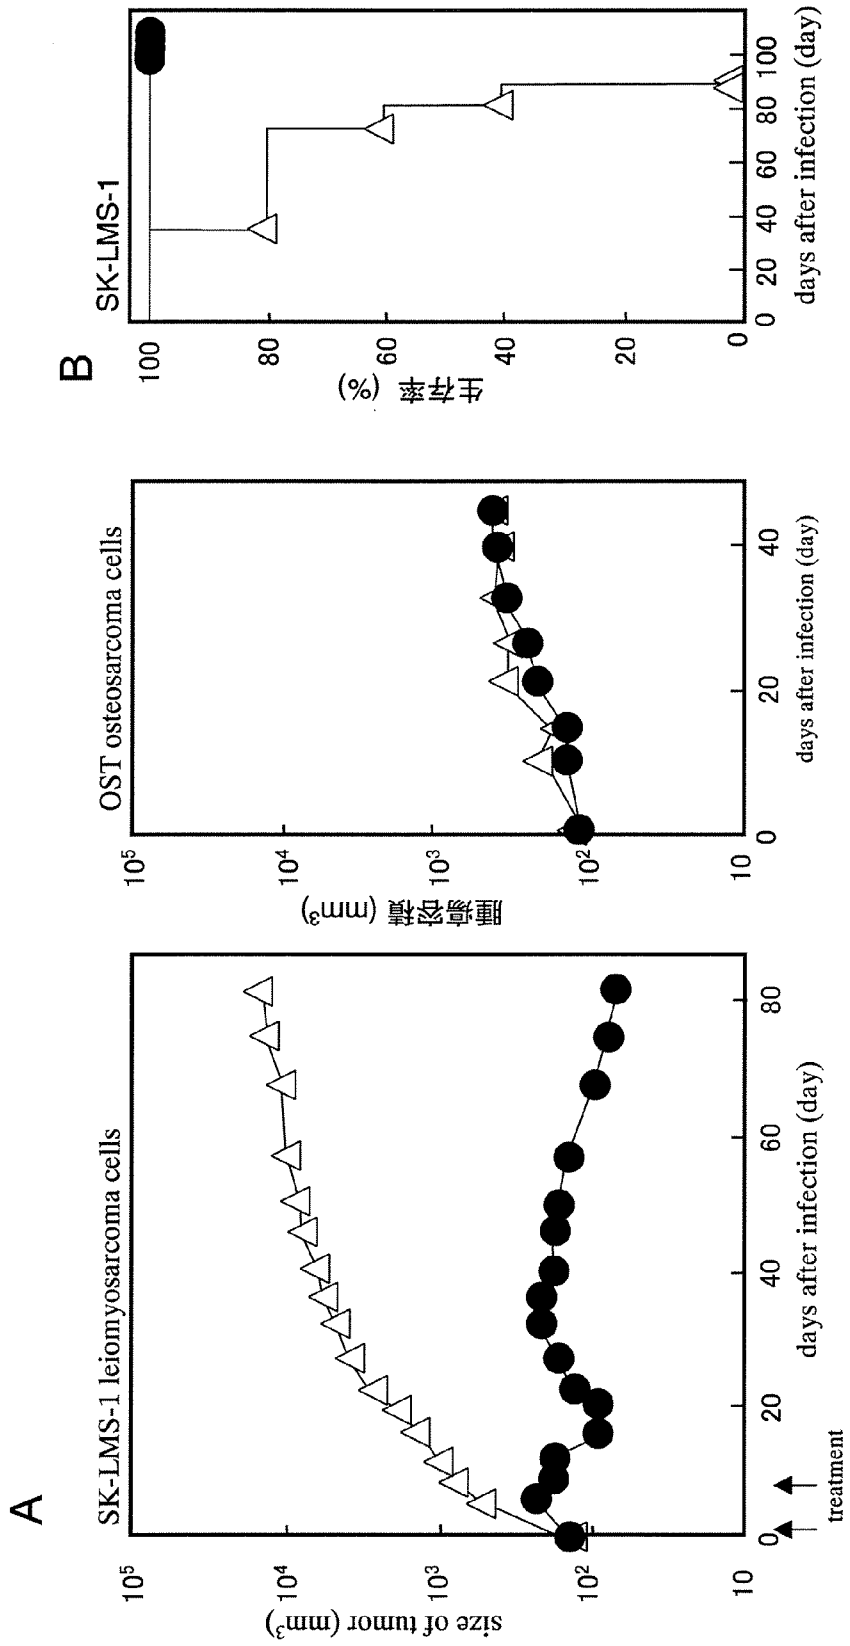 A
SK-LMS-1 leiomyosarcoma cells
size of tumor (mm³)
10⁵
10⁴
10³
10²
10
0
20
40
60
80
days after infection (day)
treatment
OST osteosarcoma cells
腫瘍容積 (mm³)
10⁵
10⁴
10³
10²
10
0
20
40
days after infection (day)
B
SK-LMS-1
生存率 (%)
100
80
60
40
20
0
0
20
40
60
80
100
days after infection (day)